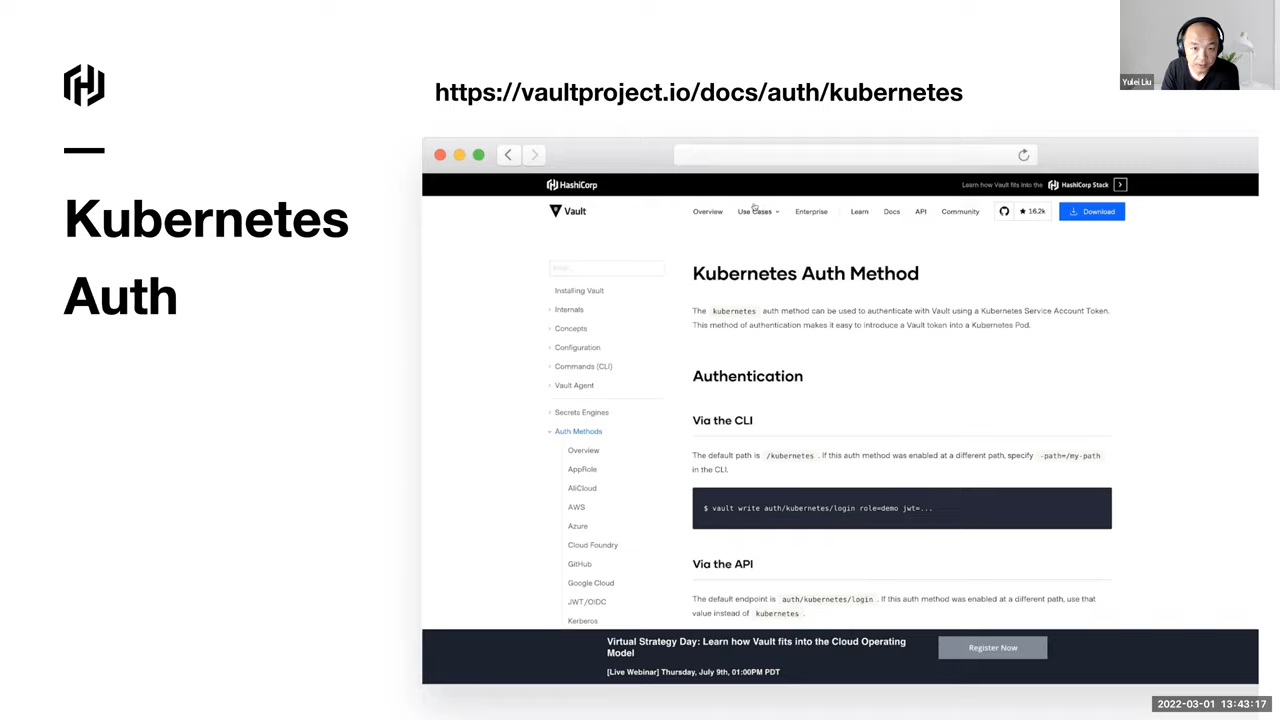 https://vaultproject.io/docs/auth/kubernetes
Yulei Liu
Kubernetes
Auth
HashiCorp
Learn how Vault fits into the
HashiCorp Stack
Vault
Overview
Use Cases
Enterprise
Learn
Docs
API
Community
16.2k
Download
Installing Vault
Internals
Concepts
Configuration
Commands (CLI)
Vault Agent
Secrets Engines
Auth Methods
Overview
AppRole
AliCloud
AWS
Azure
Cloud Foundry
GitHub
Google Cloud
JWT/OIDC
Kerberos
Kubernetes Auth Method
The kubernetes auth method can be used to authenticate with Vault using a Kubernetes Service Account Token.
This method of authentication makes it easy to introduce a Vault token into a Kubernetes Pod.
Authentication
Via the CLI
The default path is /kubernetes . If this auth method was enabled at a different path, specify -path=/my-path
in the CLI.
$ vault write auth/kubernetes/login role=demo jwt=...
Via the API
The default endpoint is auth/kubernetes/login . If this auth method was enabled at a different path, use that
value instead of kubernetes .
Virtual Strategy Day: Learn how Vault fits into the Cloud Operating
Model
[Live Webinar] Thursday, July 9th, 01:00PM PDT
Register Now
2022-03-01 13:43:17